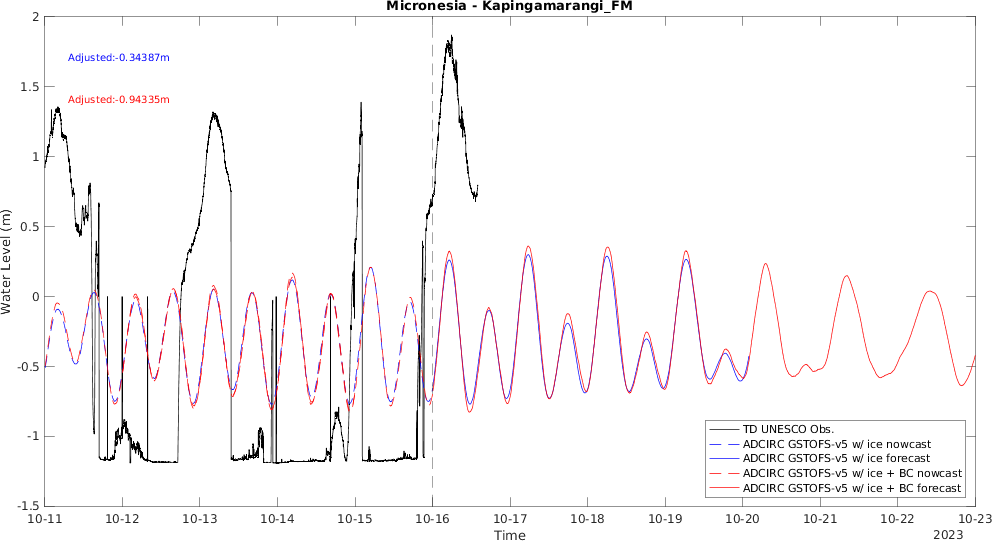 Micronesia - Kapingamarangi_FM
Adjusted:-0.34387m
Adjusted:-0.94335m
Water Level (m)
2
1.5
1
0.5
0
-0.5
-1
-1.5
TD UNESCO Obs.
ADCIRC GSTOFS-v5 w/ ice nowcast
ADCIRC GSTOFS-v5 w/ ice forecast
ADCIRC GSTOFS-v5 w/ ice + BC nowcast
ADCIRC GSTOFS-v5 w/ ice + BC forecast
10-11 10-12 10-13 10-14 10-15 10-16 10-17 10-18 10-19 10-20 10-21 10-22 10-23
Time
2023